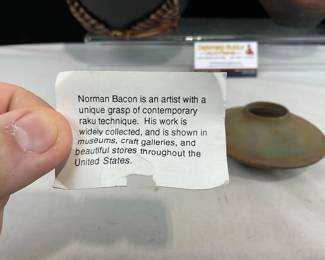 Norman Bacon is an artist with a
unique grasp of contemporary
raku technique. His work is
widely collected, and is shown in
museums, craft galleries, and
beautiful stores throughout the
United States.